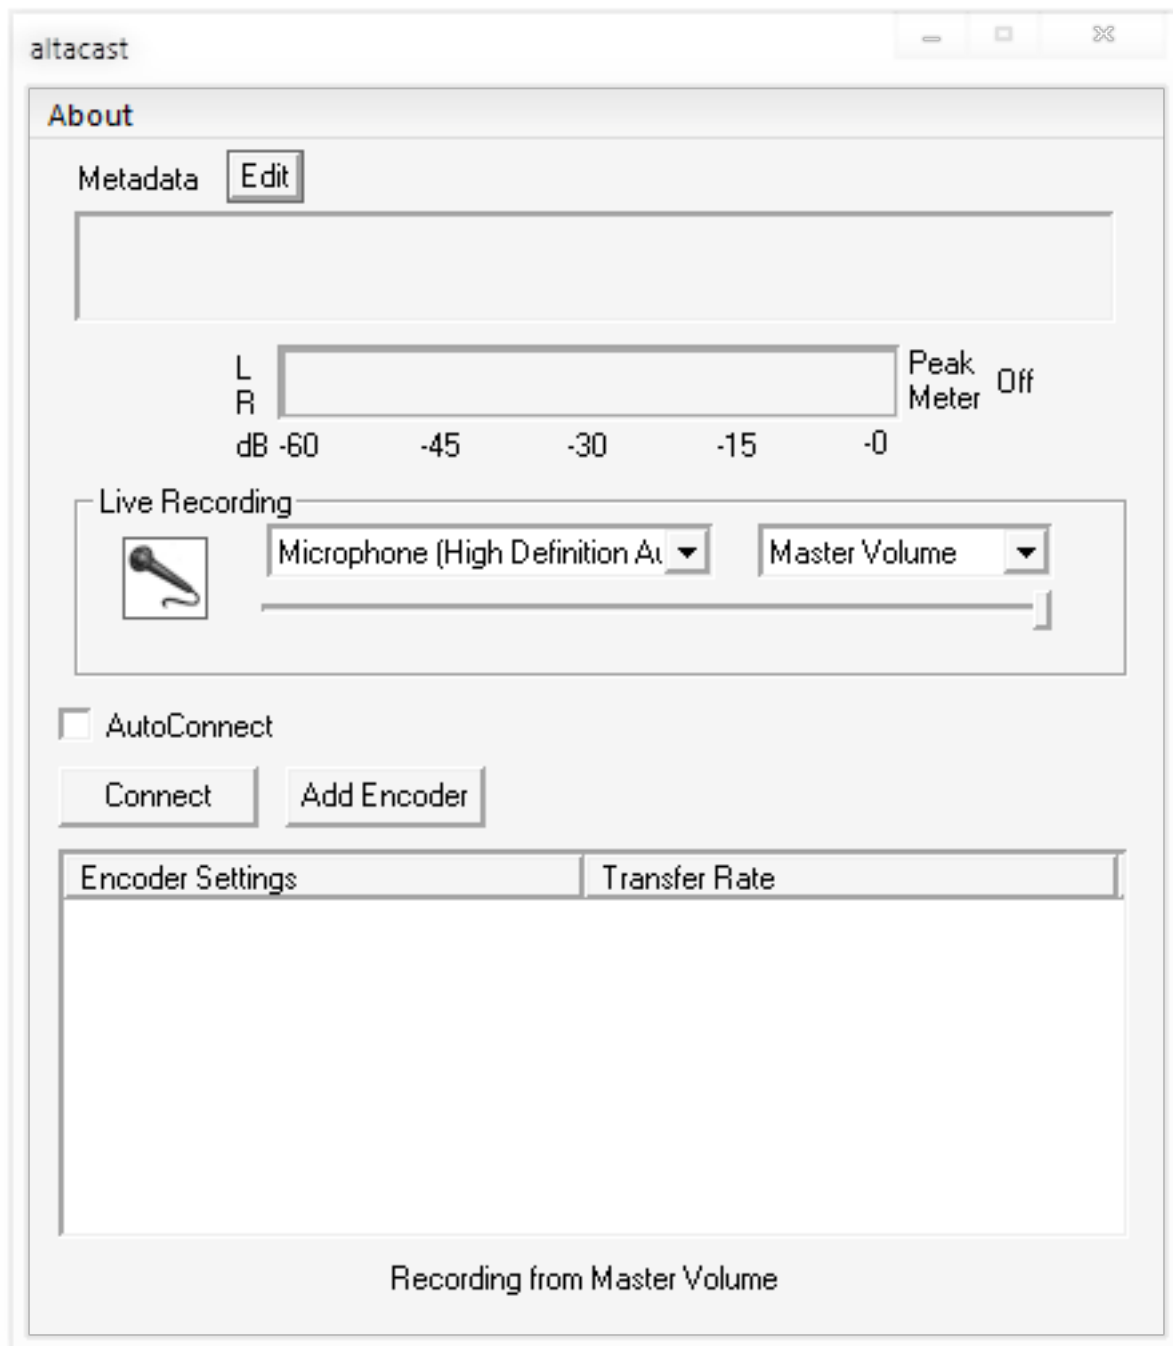 altacast
About
Metadata Edit
L
R
Peak
Meter
Off
dB -60 -45 -30 -15 -0
Live Recording
Microphone (High Definition Au
Master Volume
AutoConnect
Connect Add Encoder
Encoder Settings Transfer Rate
Recording from Master Volume